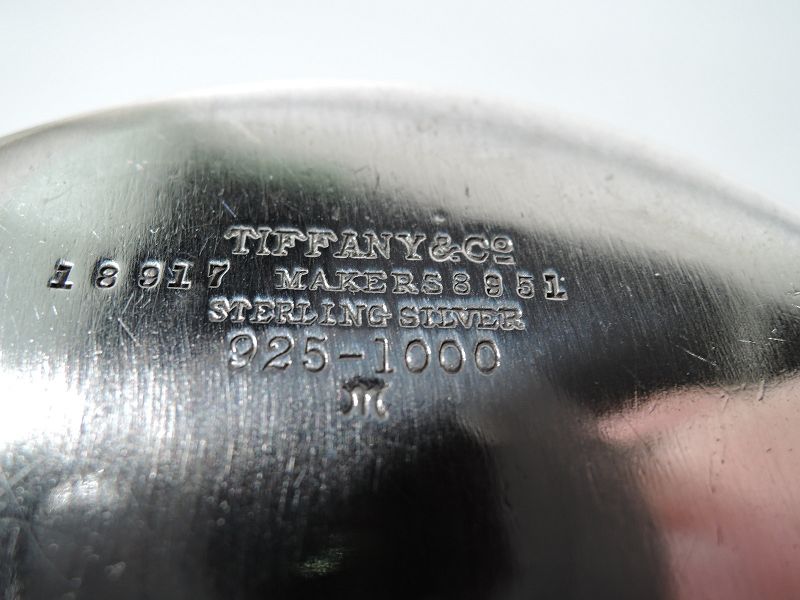 TIFFANY & Cº
18917 MAKERS 8951
STERLING SILVER
925-1000
M